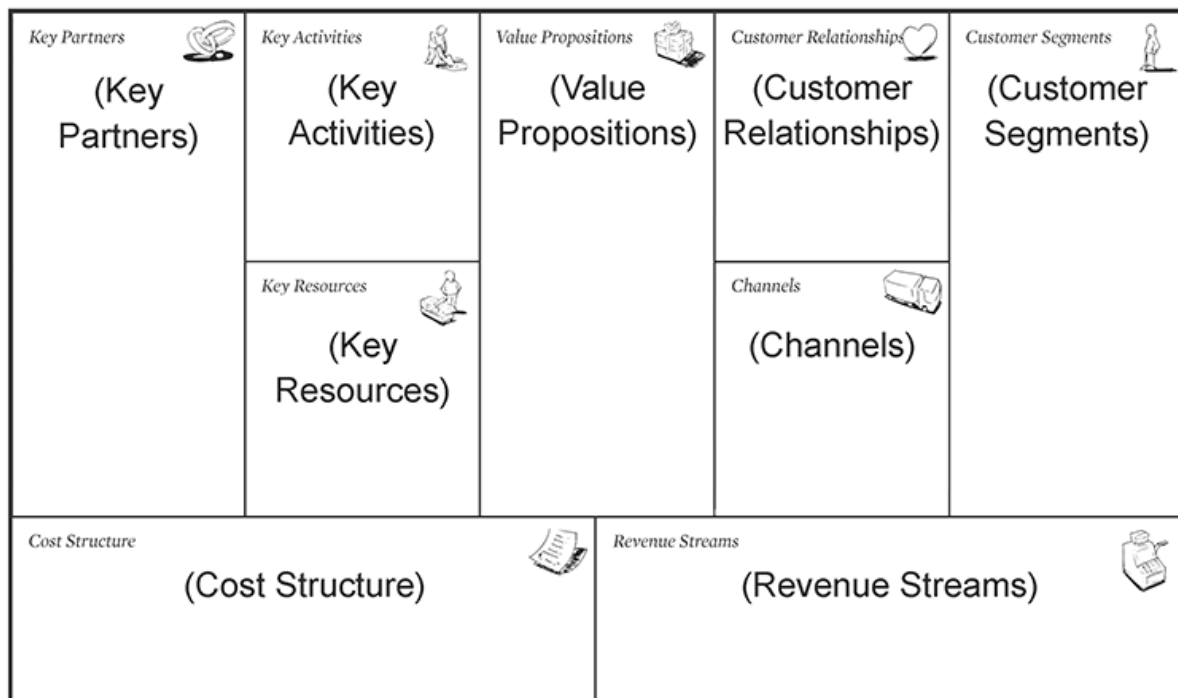 Key Partners
(Key
Partners)
Key Activities
(Key
Activities)
Key Resources
(Key
Resources)
Value Propositions
(Value
Propositions)
Customer Relationships
(Customer
Relationships)
Channels
(Channels)
Customer Segments
(Customer
Segments)
Cost Structure
(Cost Structure)
Revenue Streams
(Revenue Streams)